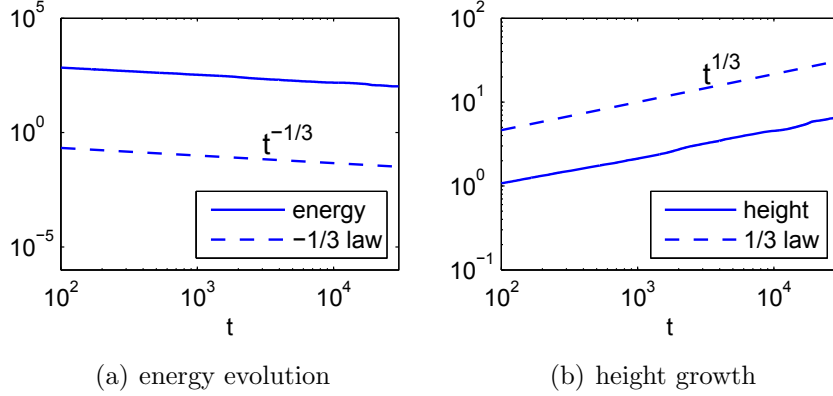 10^5
10^0
10^-5
t^-1/3
energy
-1/3 law
10^2
10^3
10^4
t
(a) energy evolution
10^2
10^1
10^0
10^-1
t^1/3
height
1/3 law
10^2
10^3
10^4
t
(b) height growth